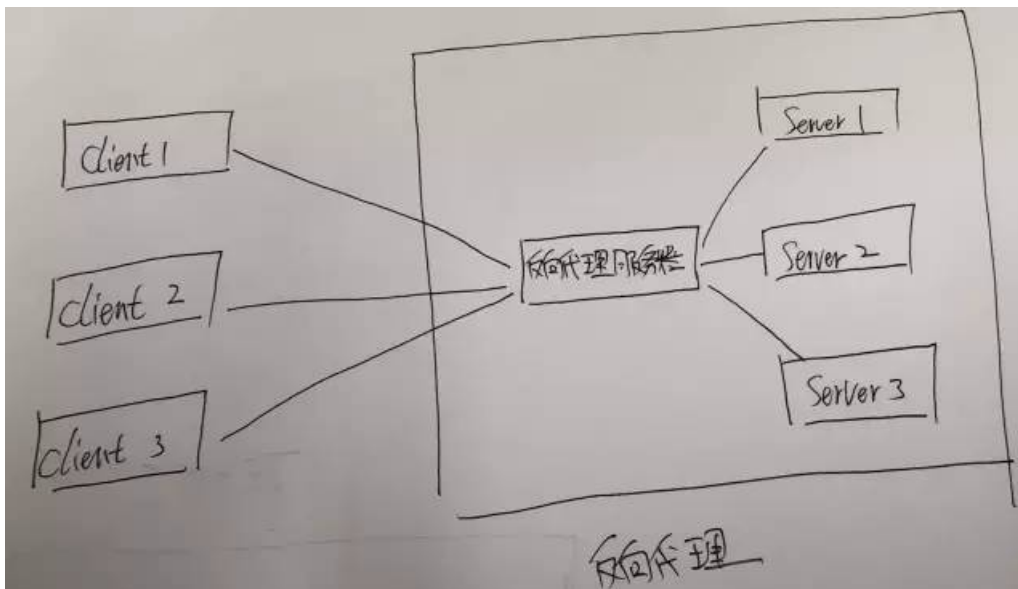 Client 1
Client 2
Client 3
反向代理服务器
Server 1
Server 2
Server 3
反向代理